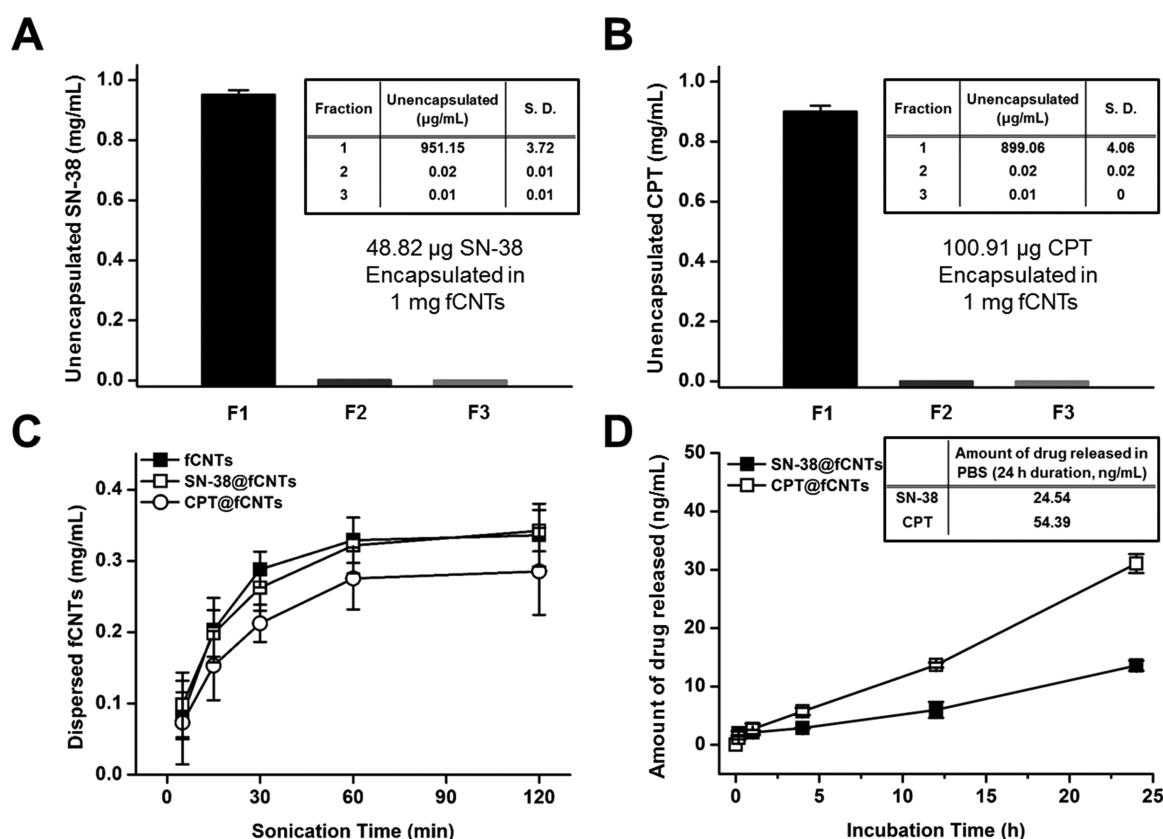 A
Unencapsulated SN-38 (mg/mL)
1.0
0.8
0.6
0.4
0.2
0.0
F1
F2
F3
Fraction
Unencapsulated
(µg/mL)
S. D.
1 951.15 3.72
2 0.02 0.01
3 0.01 0.01
48.82 µg SN-38
Encapsulated in
1 mg fCNTs
B
Unencapsulated CPT (mg/mL)
1.0
0.8
0.6
0.4
0.2
0.0
F1
F2
F3
Fraction
Unencapsulated
(µg/mL)
S. D.
1 899.06 4.06
2 0.02 0.02
3 0.01 0
100.91 µg CPT
Encapsulated in
1 mg fCNTs
C
fCNTs
SN-38@fCNTs
CPT@fCNTs
Dispersed fCNTs (mg/mL)
0.4
0.3
0.2
0.1
0.0
0
30
60
90
120
Sonication Time (min)
D
SN-38@fCNTs
CPT@fCNTs
Amount of drug released in
PBS (24 h duration, ng/mL)
SN-38 24.54
CPT 54.39
Amount of drug released (ng/mL)
50
40
30
20
10
0
0
5
10
15
20
25
Incubation Time (h)